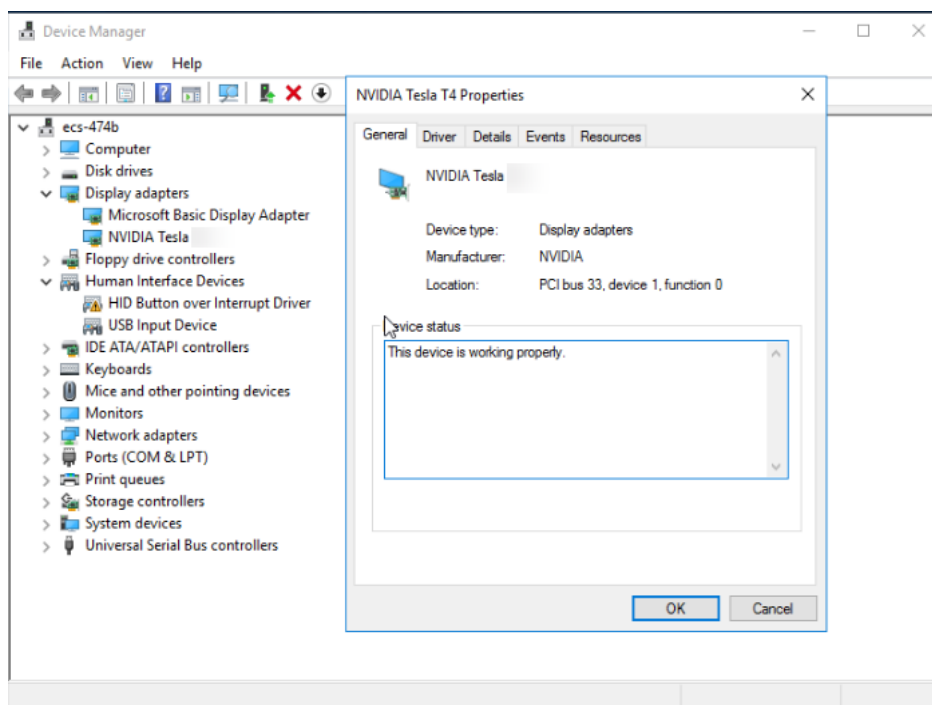 Device Manager
File Action View Help
ecs-474b
Computer
Disk drives
Display adapters
Microsoft Basic Display Adapter
NVIDIA Tesla
Floppy drive controllers
Human Interface Devices
HID Button over Interrupt Driver
USB Input Device
IDE ATA/ATAPI controllers
Keyboards
Mice and other pointing devices
Monitors
Network adapters
Ports (COM & LPT)
Print queues
Storage controllers
System devices
Universal Serial Bus controllers
NVIDIA Tesla T4 Properties
General Driver Details Events Resources
NVIDIA Tesla
Device type: Display adapters
Manufacturer: NVIDIA
Location: PCI bus 33, device 1, function 0
Device status
This device is working properly.
OK Cancel